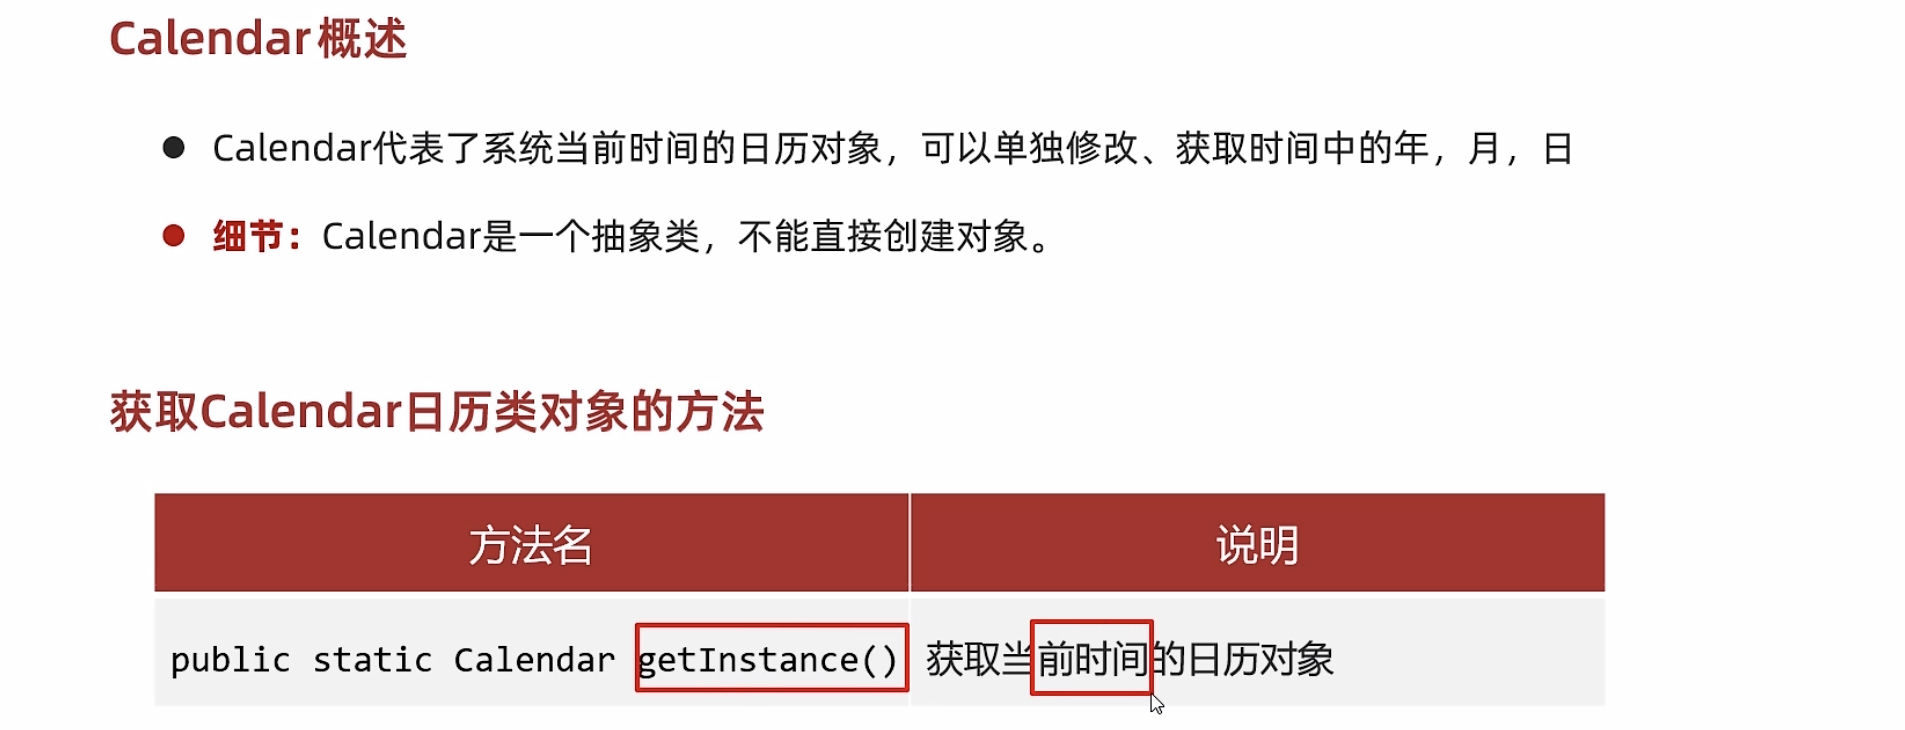 Calendar概述
Calendar代表了系统当前时间的日历对象，可以单独修改、获取时间中的年，月，日
细节：Calendar是一个抽象类，不能直接创建对象。
获取Calendar日历类对象的方法
方法名 说明
public static Calendar getInstance() 获取当前时间的日历对象